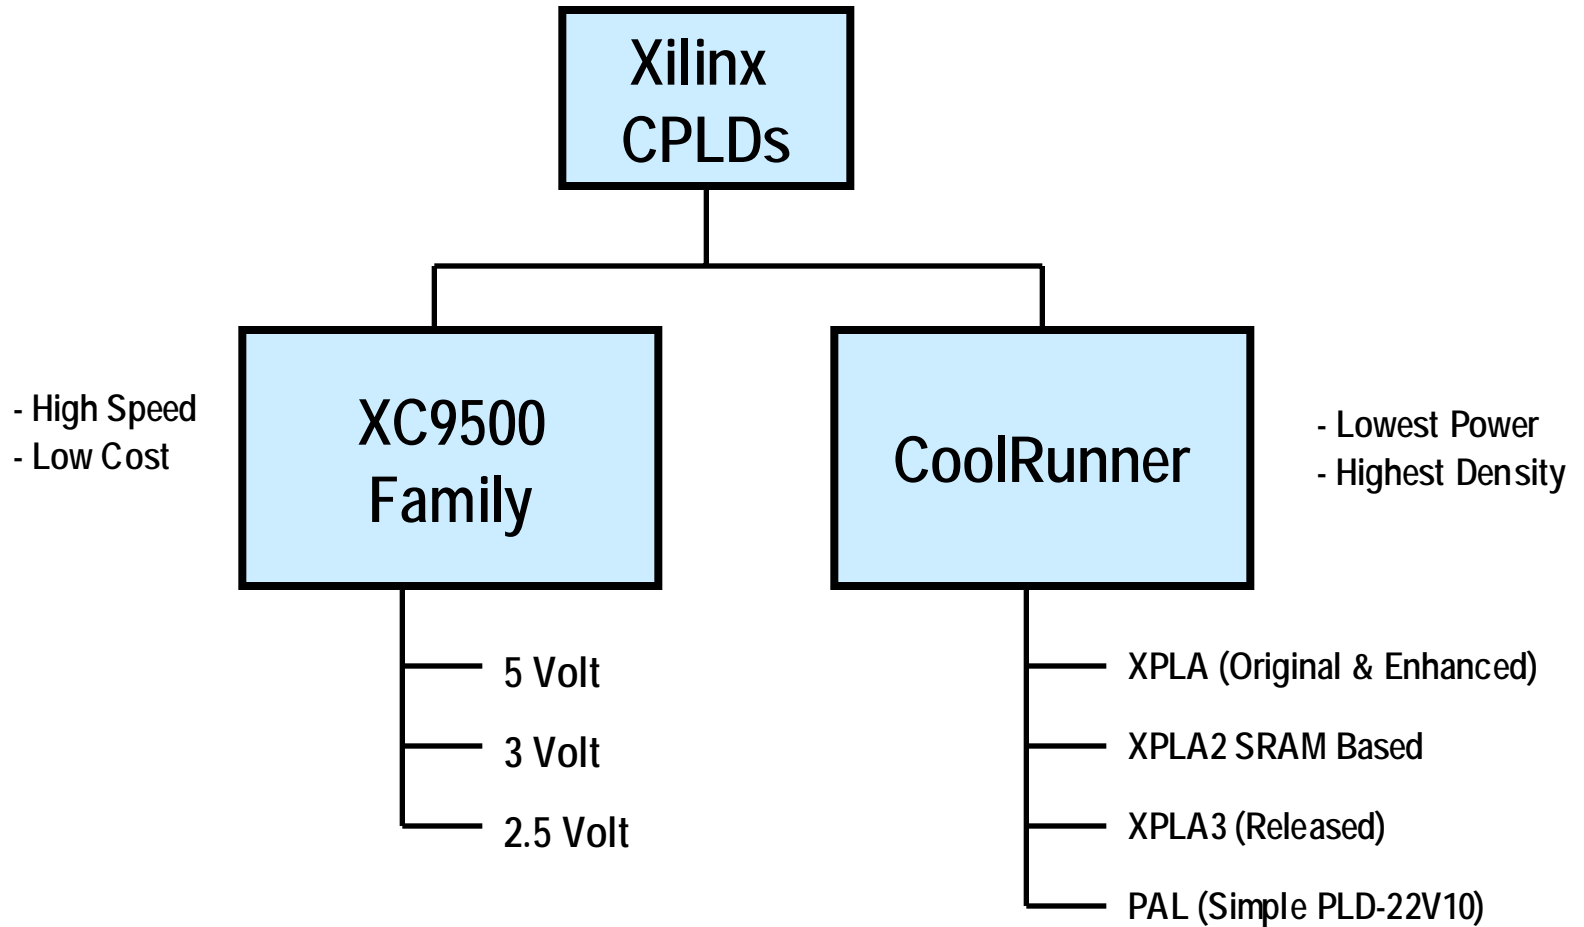 Xilinx
CPLDs
- High Speed
- Low Cost
XC9500
Family
CoolRunner
- Lowest Power
- Highest Density
5 Volt
3 Volt
2.5 Volt
XPLA (Original & Enhanced)
XPLA2 SRAM Based
XPLA3 (Released)
PAL (Simple PLD-22V10)